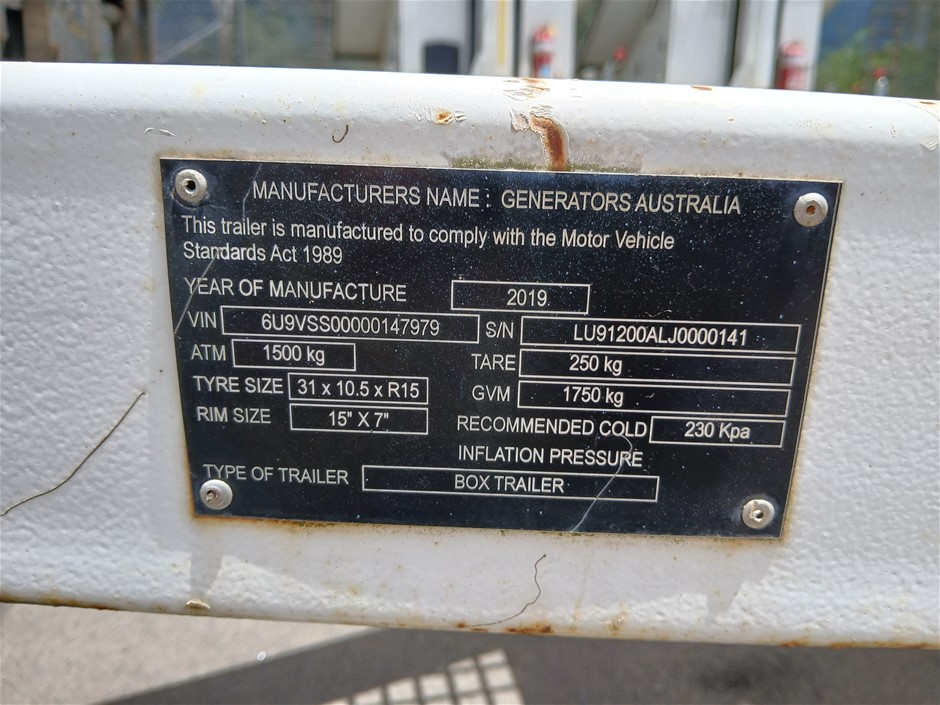 MANUFACTURERS NAME : GENERATORS AUSTRALIA
This trailer is manufactured to comply with the Motor Vehicle
Standards Act 1989
YEAR OF MANUFACTURE 2019
VIN 6U9VSS00000147979 S/N LU91200ALJ0000141
ATM 1500 kg TARE 250 kg
TYRE SIZE 31 x 10.5 x R15 GVM 1750 kg
RIM SIZE 15" X 7" RECOMMENDED COLD 230 Kpa
INFLATION PRESSURE
TYPE OF TRAILER BOX TRAILER